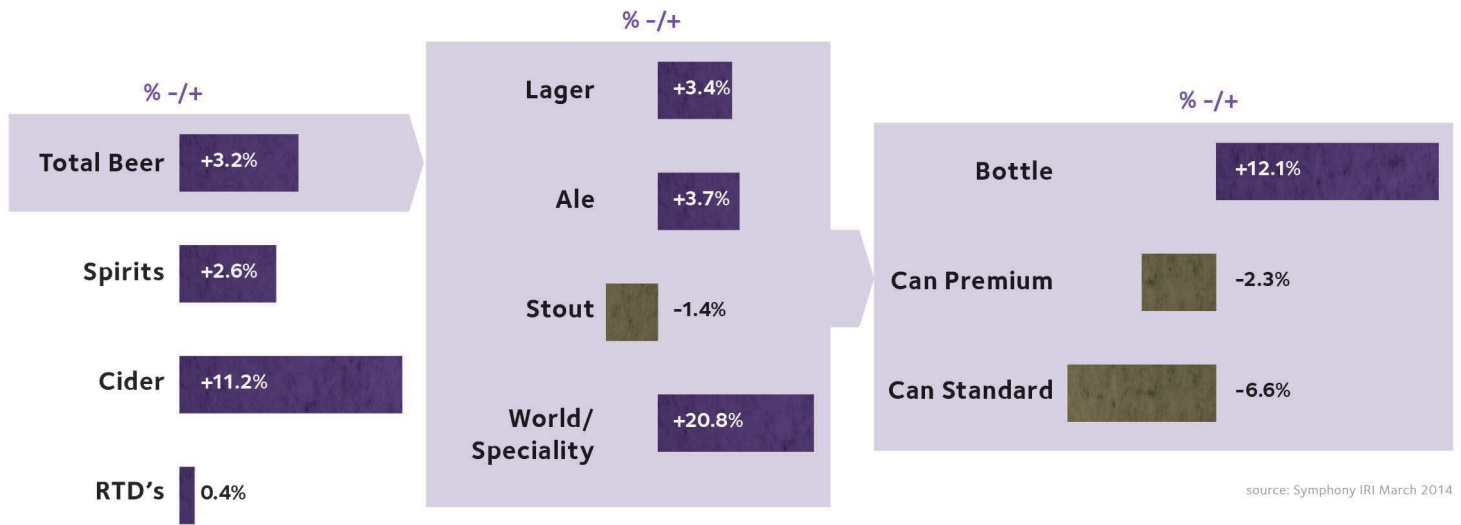 % -/+
Total Beer
+3.2%
Spirits
+2.6%
Cider
+11.2%
RTD's
0.4%
% -/+
Lager
+3.4%
Ale
+3.7%
Stout
-1.4%
World/
Speciality
+20.8%
% -/+
Bottle
+12.1%
Can Premium
-2.3%
Can Standard
-6.6%
source: Symphony IRI March 2014